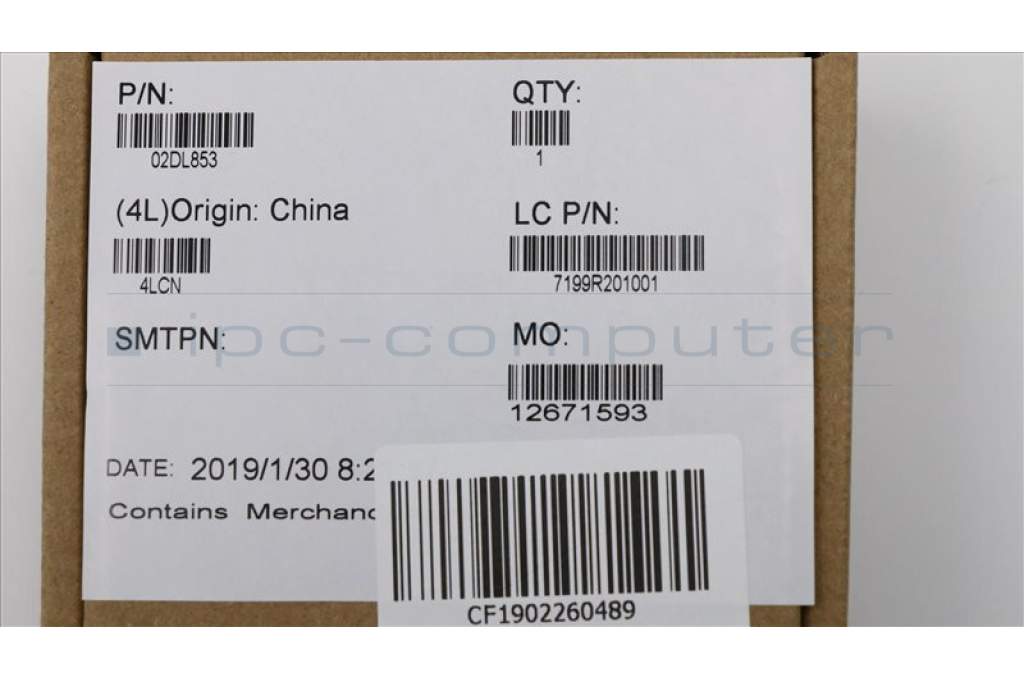 P/N:
02DL853
QTY:
1
(4L)Origin: China
4LCN
LC P/N:
7199R201001
SMTPN:
MO:
12671593
ipc-computer
DATE: 2019/1/30 8:2
Contains
CF1902260489